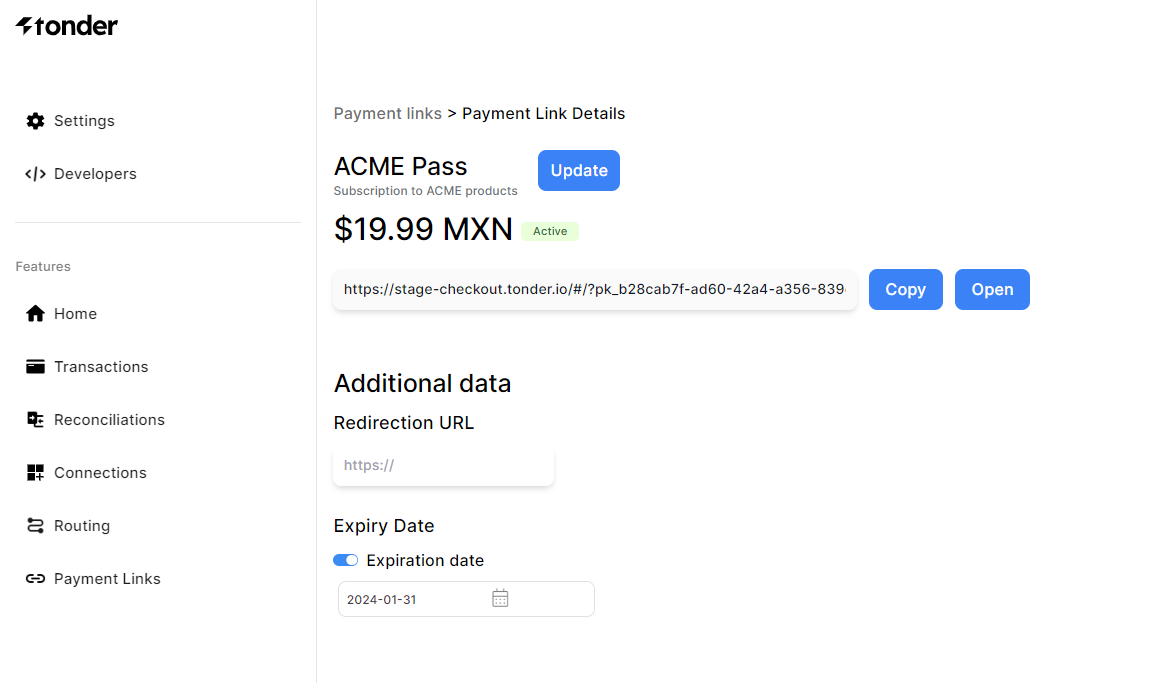 tonder
Settings
Developers
Features
Home
Transactions
Reconciliations
Connections
Routing
Payment Links
Payment links > Payment Link Details
ACME Pass
Update
Subscription to ACME products
$19.99 MXN
Active
https://stage-checkout.tonder.io/#/?pk_b28cab7f-ad60-42a4-a356-839
Copy
Open
Additional data
Redirection URL
https://
Expiry Date
Expiration date
2024-01-31